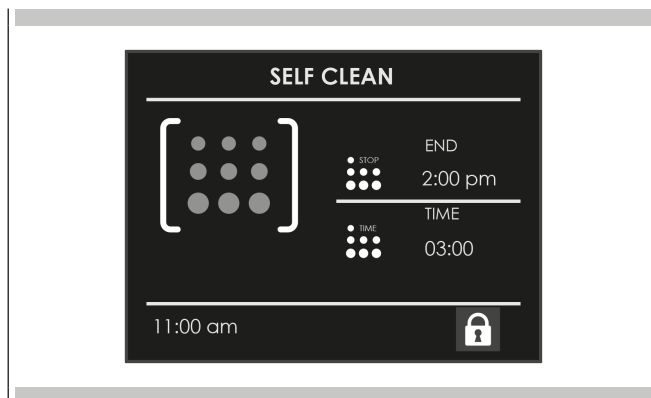 SELF CLEAN
STOP
END
2:00 pm
TIME
TIME
03:00
11:00 am